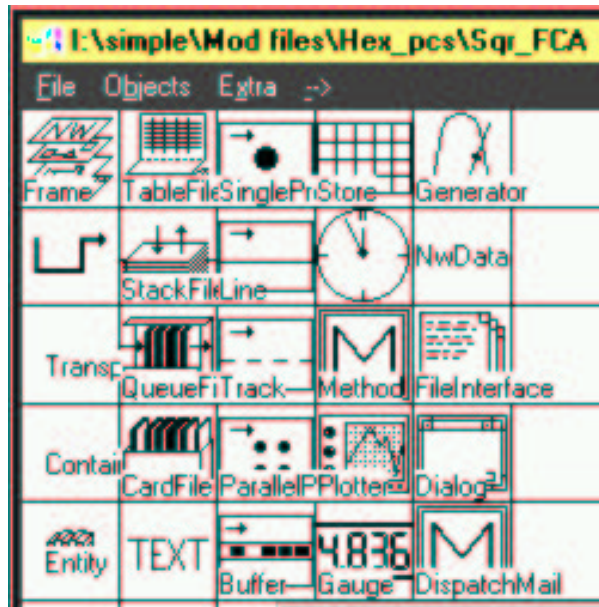 I:\simple\Mod files\Hex_pcs\Sqr_FCA
File Objects Extra -->
NW
Frame TableFile SinglePr Store Generator
StackFile Line NwData
Transp QueueFi Track Method FileInterface
M
Contai CardFile ParallelP Plotter Dialog
TEXT 4.836 M
Entity Buffer Gauge DispatchMail